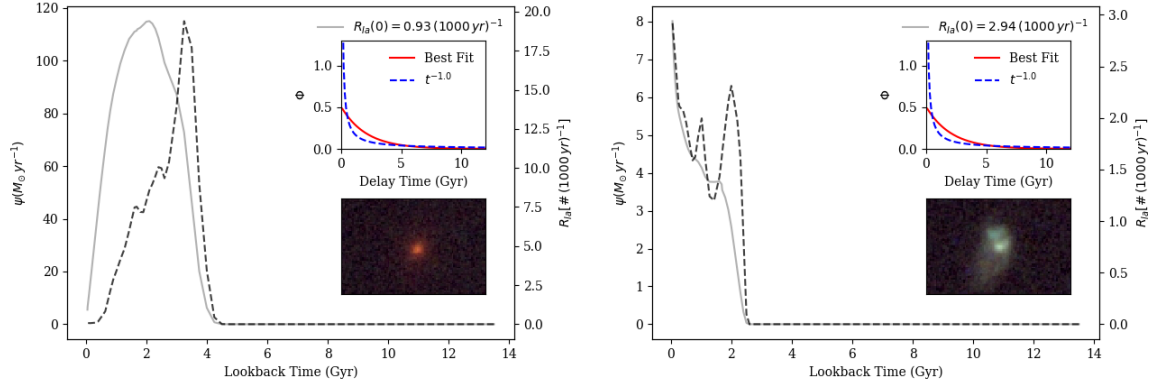 120
100
80
60
40
20
0
ψ(M⊙ yr⁻¹)
R_Ia(0) = 0.93 (1000 yr)⁻¹
1.0
0.5
0.0
Φ
Best Fit
t⁻¹·⁰
0 5 10
Delay Time (Gyr)
20.0
17.5
15.0
12.5
10.0
7.5
5.0
2.5
0.0
R_Ia[# (1000 yr)⁻¹]
0 2 4 6 8 10 12 14
Lookback Time (Gyr)
8
7
6
5
4
3
2
1
0
ψ(M⊙ yr⁻¹)
R_Ia(0) = 2.94 (1000 yr)⁻¹
1.0
0.5
0.0
Φ
Best Fit
t⁻¹·⁰
0 5 10
Delay Time (Gyr)
3.0
2.5
2.0
1.5
1.0
0.5
0.0
R_Ia[# (1000 yr)⁻¹]
0 2 4 6 8 10 12 14
Lookback Time (Gyr)